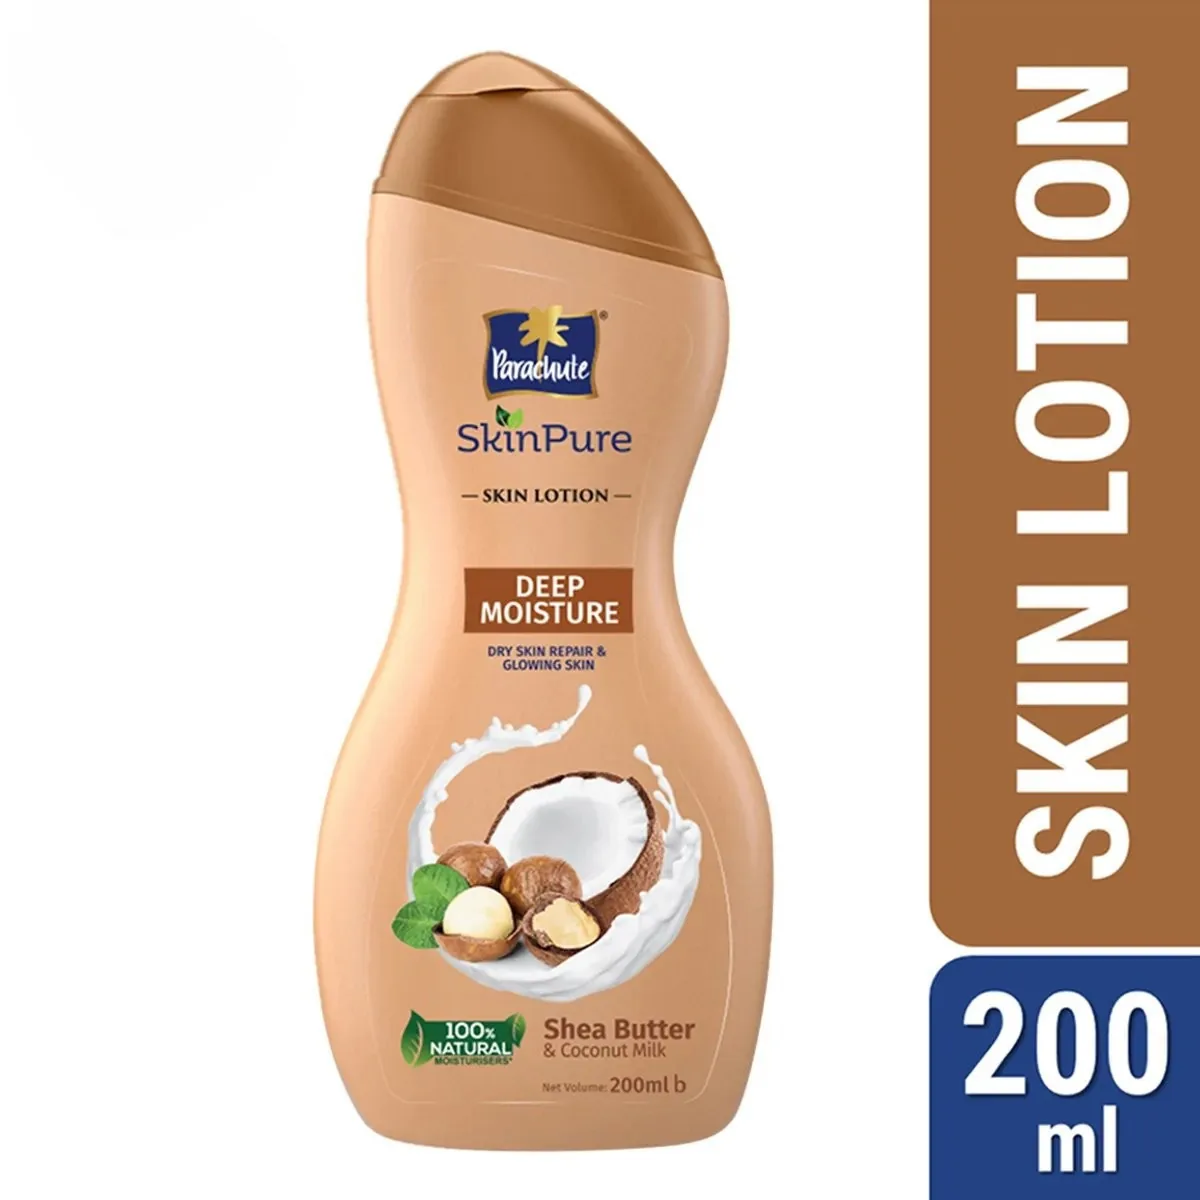 Parachute
®
SkinPure
SKIN LOTION
DEEP
MOISTURE
DRY SKIN REPAIR &
GLOWING SKIN
100%
NATURAL
MOISTURISERS*
Shea Butter
& Coconut Milk
Net Volume: 200ml b
SKIN LOTION
200
ml